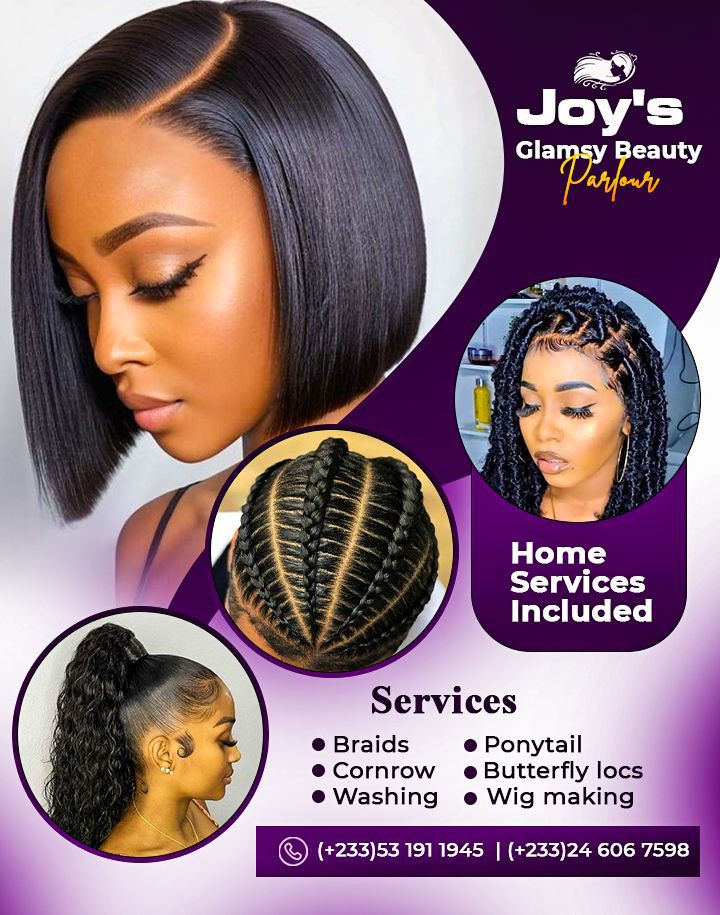 Joy's
Glamsy Beauty
Parlour
Home
Services
Included
Services
Braids
Cornrow
Washing
Ponytail
Butterfly locs
Wig making
(+233)53 191 1945 | (+233)24 606 7598